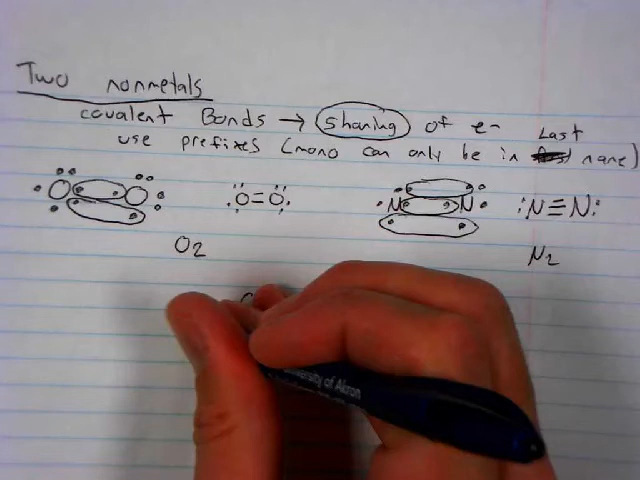 Two nonmetals
covalent Bonds → sharing of e-
Last
use prefixes (mono can only be in name)
O O
O=O
N N
N≡N
O2
N2
University of Akron